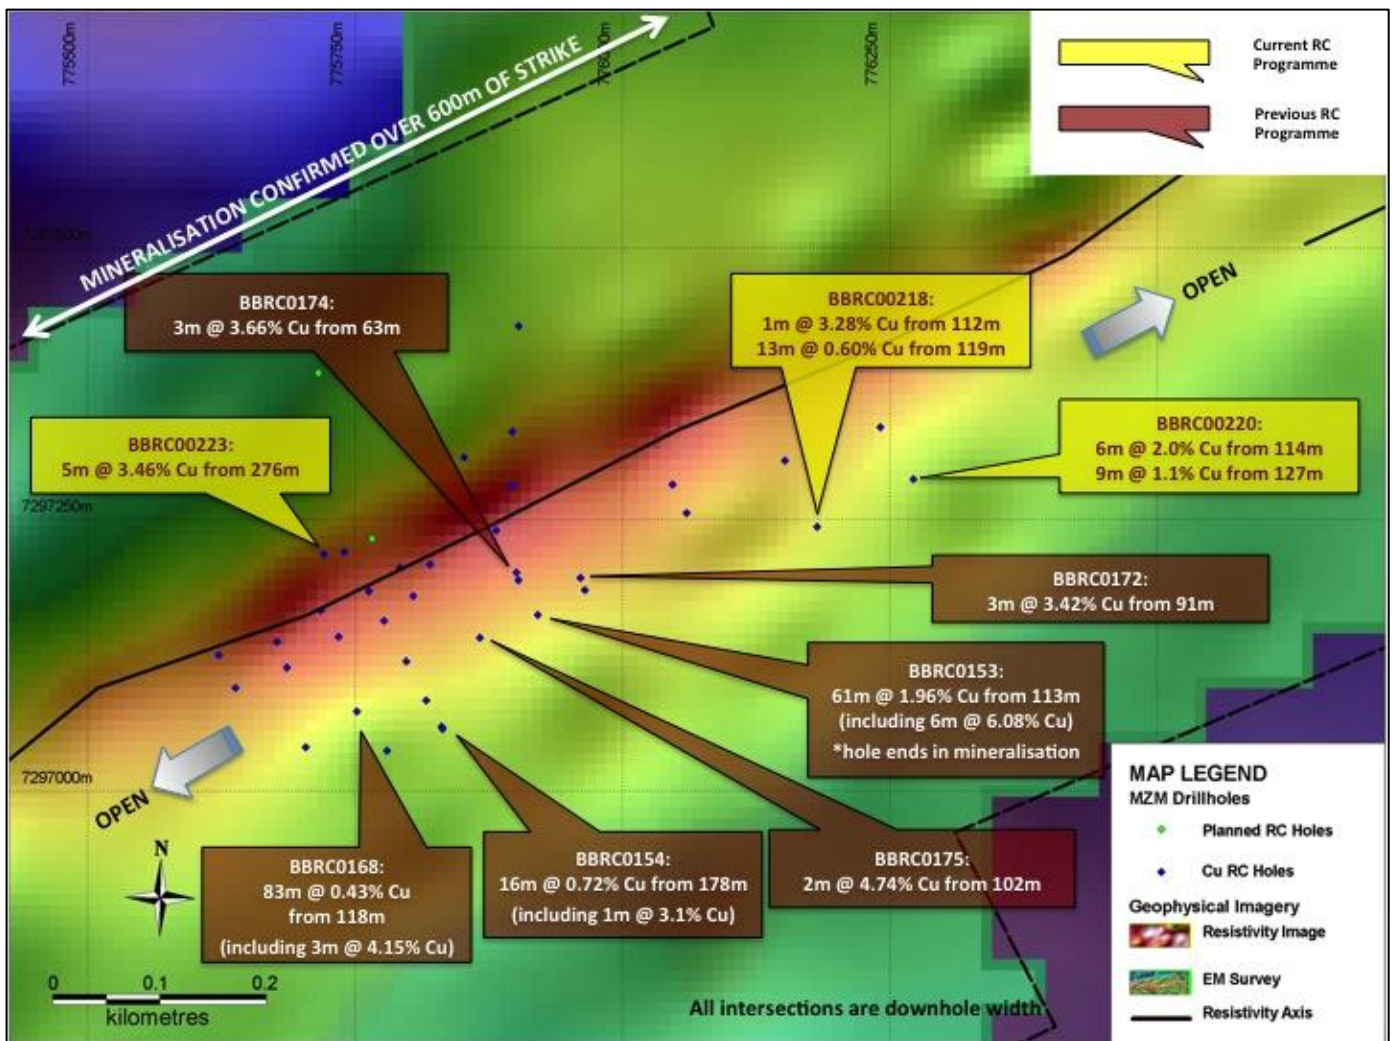 775500m
775750m
776000m
776250m
MINERALISATION CONFIRMED OVER 600m OF STRIKE
Current RC
Programme
Previous RC
Programme
7297500m
OPEN
BBRC0174:
3m @ 3.66% Cu from 63m
BBRC00218:
1m @ 3.28% Cu from 112m
13m @ 0.60% Cu from 119m
BBRC00223:
5m @ 3.46% Cu from 276m
BBRC00220:
6m @ 2.0% Cu from 114m
9m @ 1.1% Cu from 127m
7297250m
BBRC0172:
3m @ 3.42% Cu from 91m
BBRC0153:
61m @ 1.96% Cu from 113m
(including 6m @ 6.08% Cu)
*hole ends in mineralisation
7297000m
OPEN
N
BBRC0168:
83m @ 0.43% Cu
from 118m
(including 3m @ 4.15% Cu)
BBRC0154:
16m @ 0.72% Cu from 178m
(including 1m @ 3.1% Cu)
BBRC0175:
2m @ 4.74% Cu from 102m
MAP LEGEND
MZM Drillholes
Planned RC Holes
Cu RC Holes
Geophysical Imagery
Resistivity Image
EM Survey
Resistivity Axis
0 0.1 0.2
kilometres
All intersections are downhole width